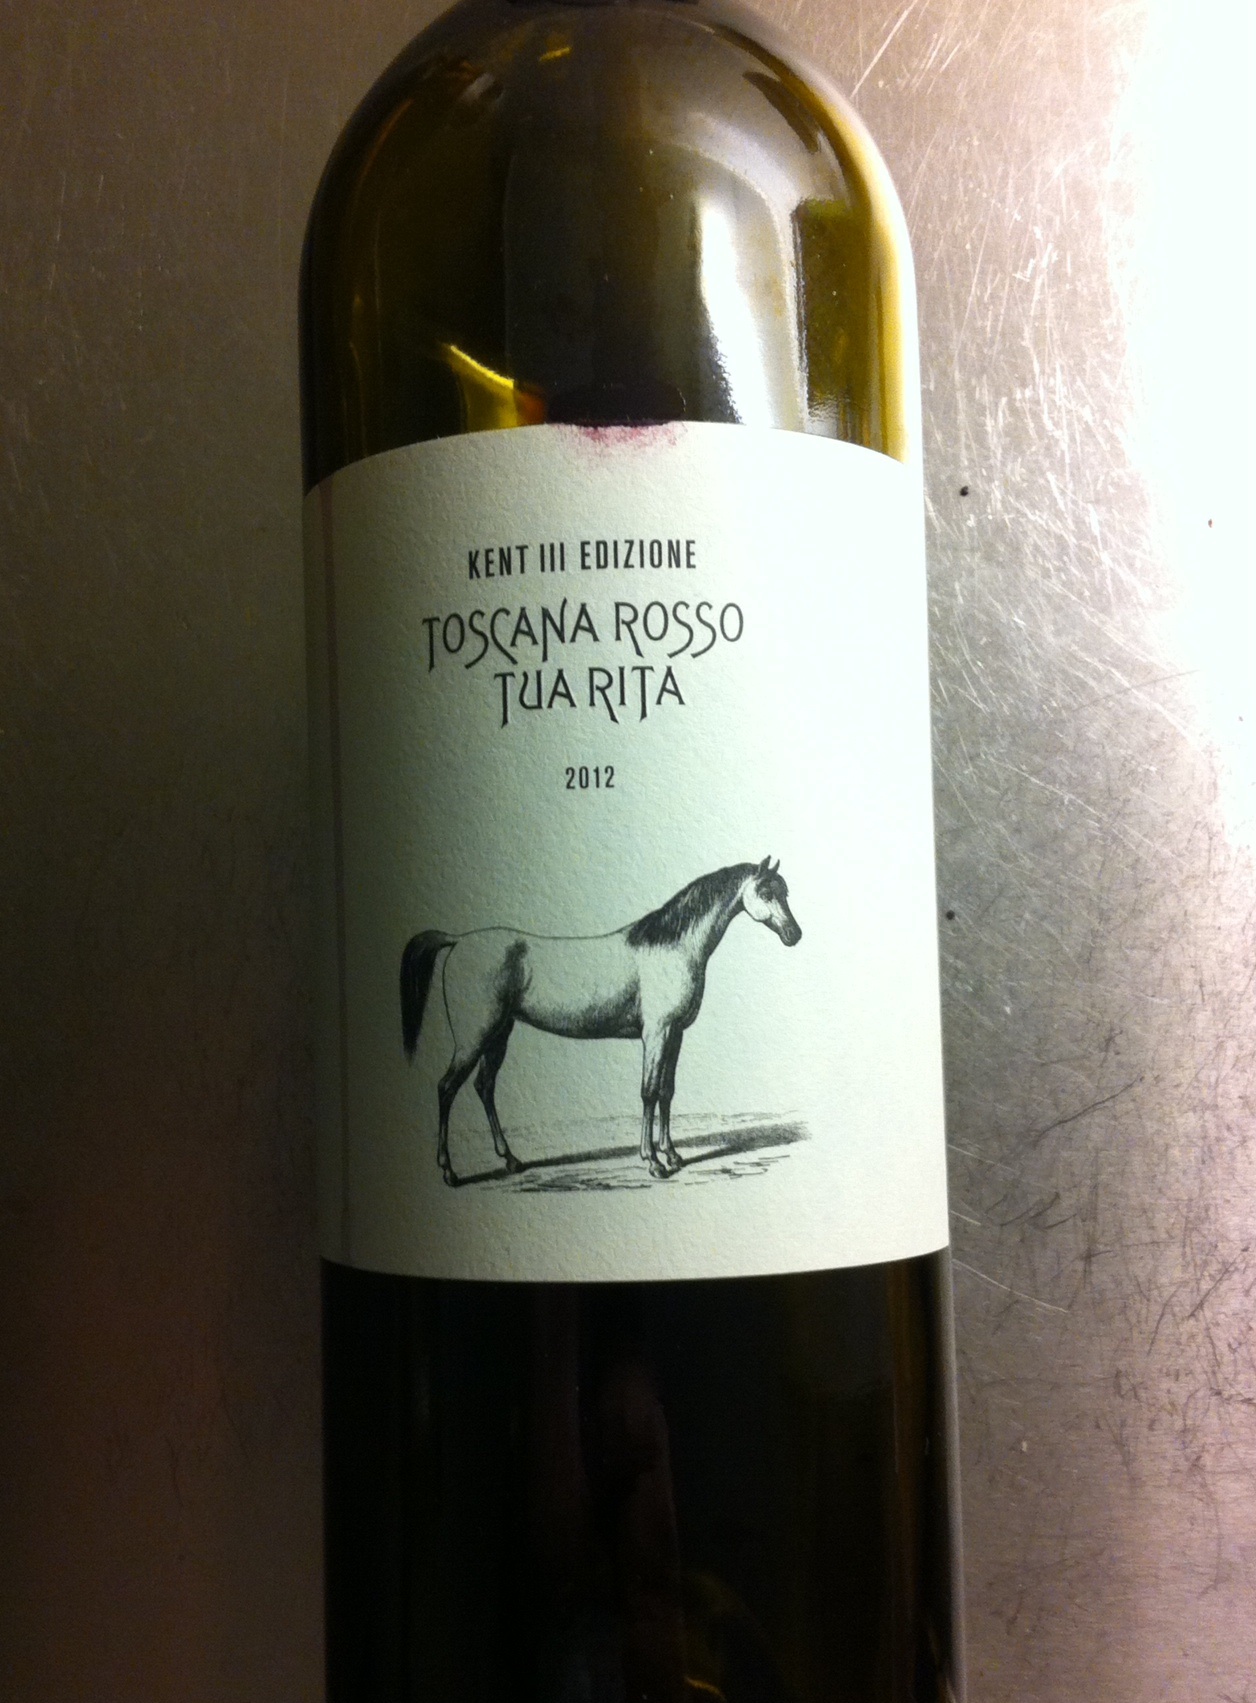 KENT III EDIZIONE
TOSCANA ROSSO
TUA RITA
2012